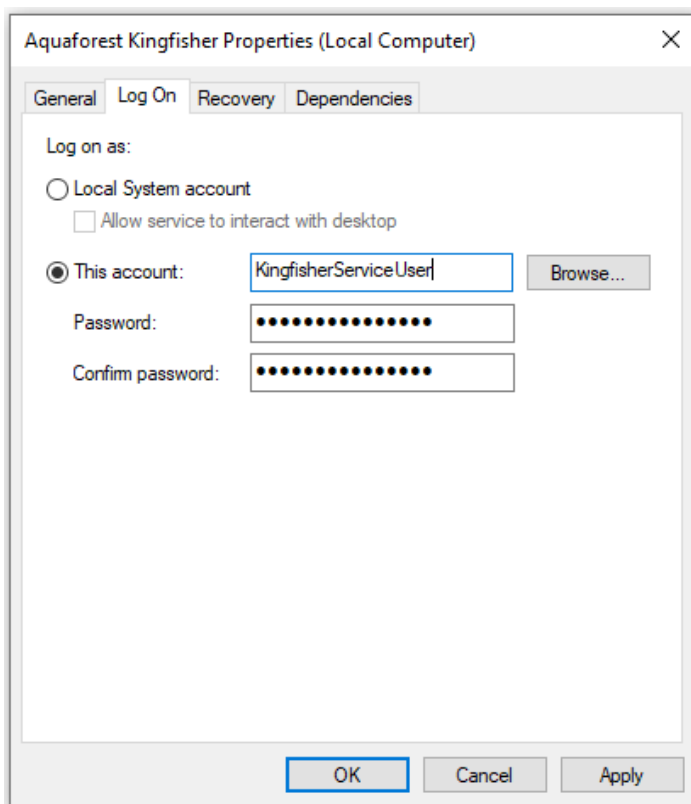 Aquaforest Kingfisher Properties (Local Computer)
General Log On Recovery Dependencies
Log on as:
Local System account
Allow service to interact with desktop
This account: KingfisherServiceUser Browse...
Password: ●●●●●●●●●●●●●●●
Confirm password: ●●●●●●●●●●●●●●●
OK Cancel Apply